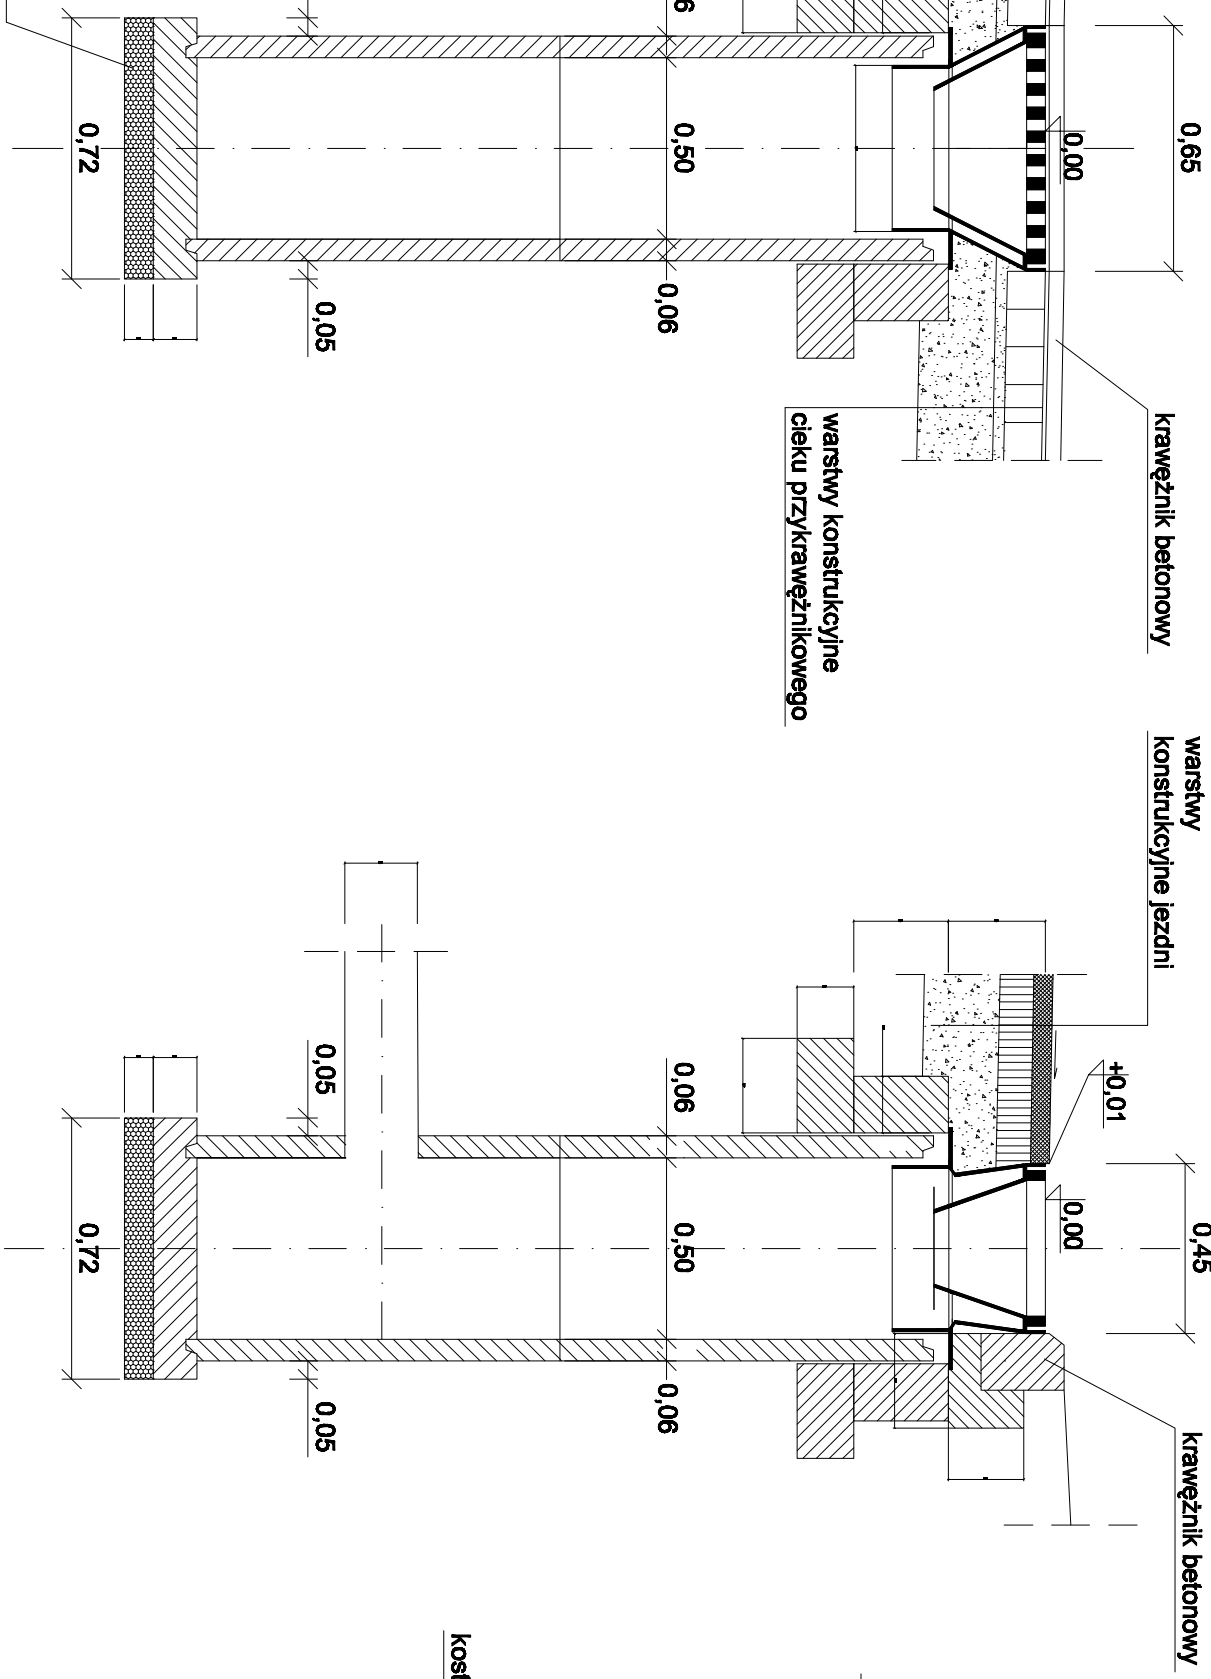 0,65
0,00
krawężnik betonowy
0,50
0,06
0,05
0,72
warstwy konstrukcyjne
cieku przykrawężnikowego
warstwy
konstrukcyjne jezdni
+0,01
0,45
0,00
0,06
0,50
0,06
0,05
0,05
0,72
krawężnik betonowy